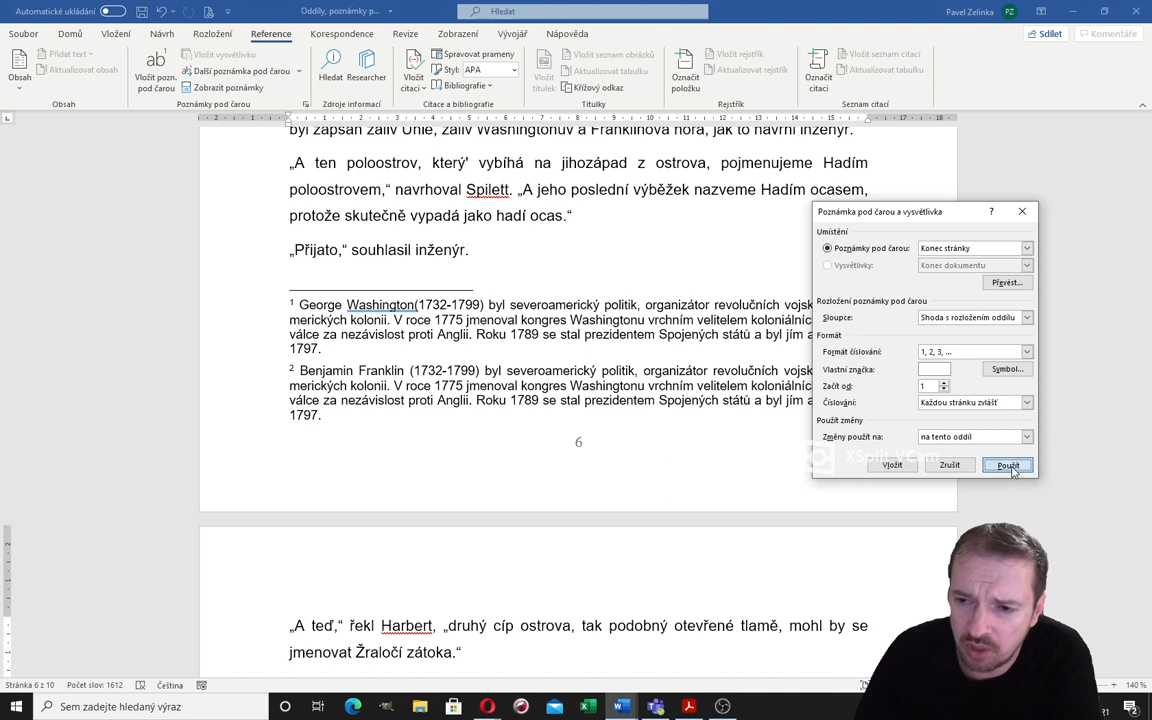 Automatické ukládání
Oddíly, poznámky p...
Hledat
Pavel Zelinka
PZ
Soubor Domů Vložení Návrh Rozložení Reference Korespondence Revize Zobrazení Vývojář Nápověda
Sdílet
Komentáře
Obsah
Přidat text
Aktualizovat obsah
Obsah
Vložit pozn. pod čarou
Vložit vysvětlivku
Další poznámka pod čarou
Zobrazit poznámky
Poznámky pod čarou
Hledat
Researcher
Zdroje informací
Vložit citaci
Spravovat prameny
Styl: APA
Bibliografie
Citace a bibliografie
Vložit titulek
Vložit seznam obrázků
Aktualizovat tabulku
Křížový odkaz
Titulky
Označit položku
Vložit rejstřík
Aktualizovat rejstřík
Rejstřík
Označit citaci
Vložit seznam citací
Aktualizovat tabulku
Seznam citací
byl zapsán záliv Unie, záliv Washingtonův a Franklinova hora, jak to navrhl inženýr.
„A ten poloostrov, který' vybíhá na jihozápad z ostrova, pojmenujeme Hadím
poloostrovem,“ navrhoval Spilett. „A jeho poslední výběžek nazveme Hadím ocasem,
protože skutečně vypadá jako hadí ocas.“
„Přijato,“ souhlasil inženýr.
1 George Washington(1732-1799) byl severoamerický politik, organizátor revolučních vojsk
merických kolonii. V roce 1775 jmenoval kongres Washingtonu vrchním velitelem koloniálníc
válce za nezávislost proti Anglii. Roku 1789 se stal prezidentem Spojených států a byl jím a
1797.
2 Benjamin Franklin (1732-1799) byl severoamerický politik, organizátor revolučních vojsk
merických kolonii. V roce 1775 jmenoval kongres Washingtonu vrchním velitelem koloniálníc
válce za nezávislost proti Anglii. Roku 1789 se stal prezidentem Spojených států a byl jím a
1797.
6
Poznámka pod čarou a vysvětlivka
Umístění
Poznámky pod čarou: Konec stránky
Vysvětlivky: Konec dokumentu
Převést...
Rozložení poznámky pod čarou
Sloupce: Shoda s rozložením oddílu
Formát
Formát číslování: 1, 2, 3, ...
Vlastní značka: Symbol...
Začít od: 1
Číslování: Každou stránku zvlášť
Použít změny
Změny použít na: na tento oddíl
Vložit Zrušit Použít
XSplit VCam
„A teď,“ řekl Harbert, „druhý cíp ostrova, tak podobný otevřené tlamě, mohl by se
jmenovat Žraločí zátoka.“
Stránka 6 z 10 Počet slov: 1612 Čeština
140 %
Sem zadejte hledaný výraz